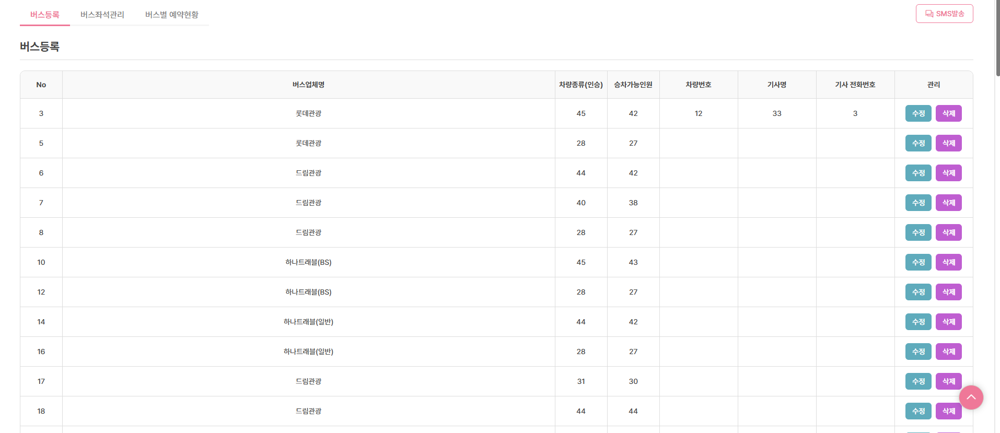 버스등록 버스좌석관리 버스별 예약현황 SMS발송
버스등록
No 버스업체명 차량종류(인승) 승차가능인원 차량번호 기사명 기사 전화번호 관리
3 롯데관광 45 42 12 33 3 수정 삭제
5 롯데관광 28 27 수정 삭제
6 드림관광 44 42 수정 삭제
7 드림관광 40 38 수정 삭제
8 드림관광 28 27 수정 삭제
10 하나트래블(BS) 45 43 수정 삭제
12 하나트래블(BS) 28 27 수정 삭제
14 하나트래블(일반) 44 42 수정 삭제
16 하나트래블(일반) 28 27 수정 삭제
17 드림관광 31 30 수정 삭제
18 드림관광 44 44 수정 삭제